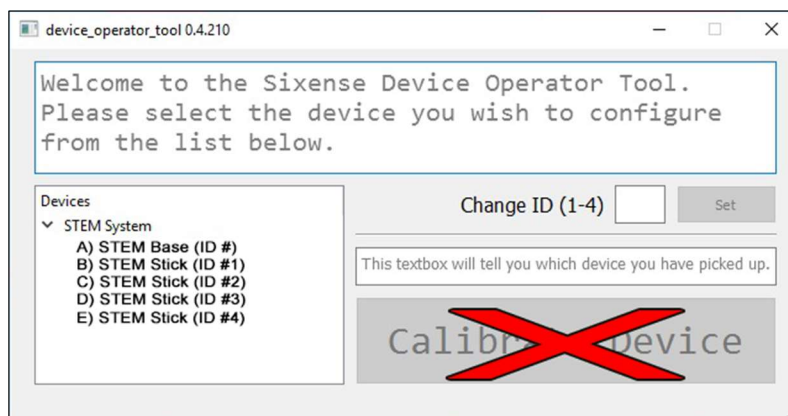 device_operator_tool 0.4.210
Welcome to the Sixense Device Operator Tool.
Please select the device you wish to configure
from the list below.
Devices
STEM System
A) STEM Base (ID #)
B) STEM Stick (ID #1)
C) STEM Stick (ID #2)
D) STEM Stick (ID #3)
E) STEM Stick (ID #4)
Change ID (1-4)
Set
This textbox will tell you which device you have picked up.
Calibrate Device